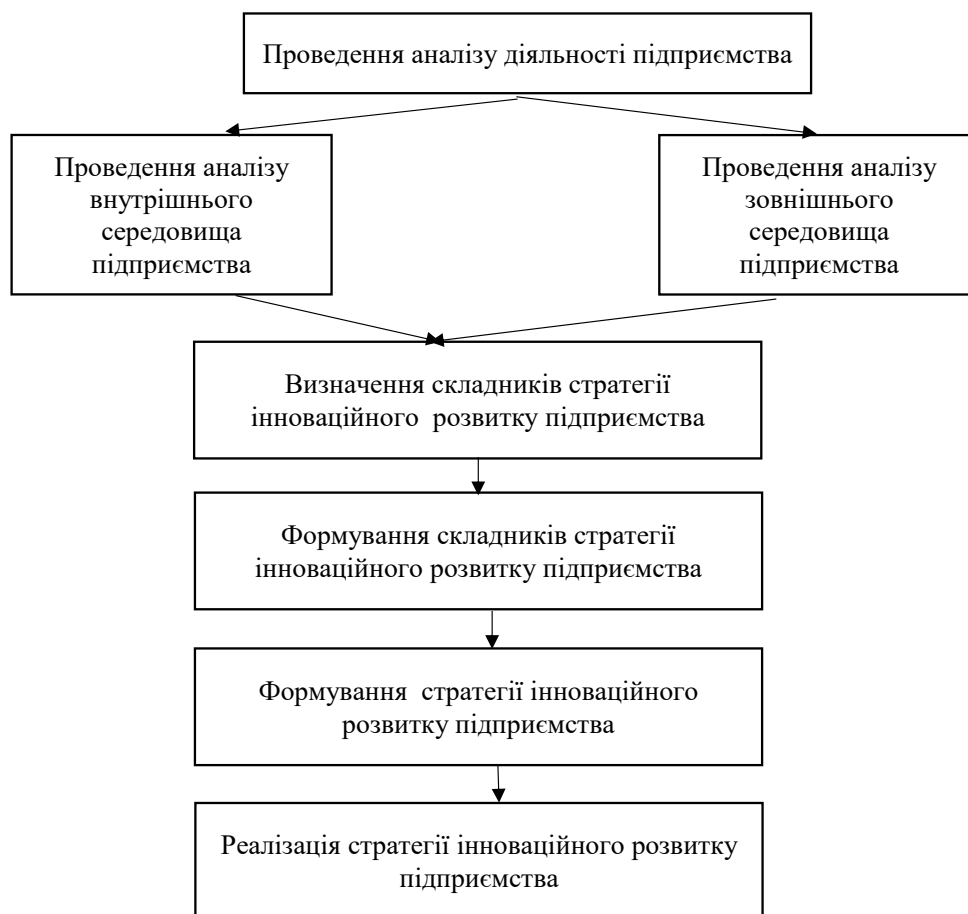 Проведення аналізу діяльності підприємства
Проведення аналізу
внутрішнього
середовища
підприємства
Проведення аналізу
зовнішнього
середовища
підприємства
Визначення складників стратегії
інноваційного розвитку підприємства
Формування складників стратегії
інноваційного розвитку підприємства
Формування стратегії інноваційного
розвитку підприємства
Реалізація стратегії інноваційного розвитку
підприємства